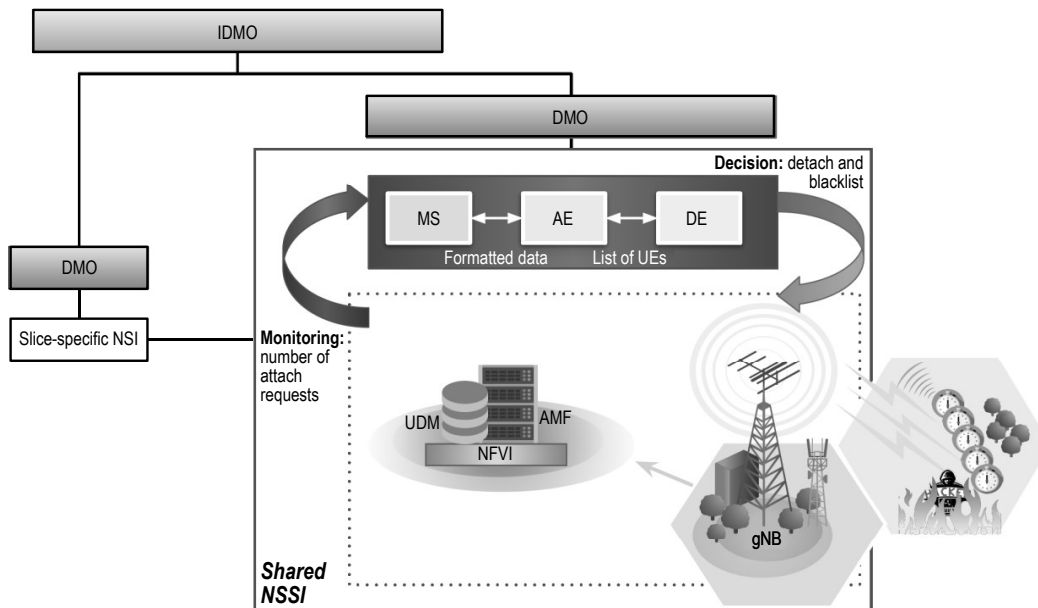 IDMO
DMO
Decision: detach and
blacklist
MS
AE
DE
Formatted data
List of UEs
DMO
Slice-specific NSI
Monitoring:
number of
attach
requests
UDM
AMF
NFVI
gNB
Shared
NSSI